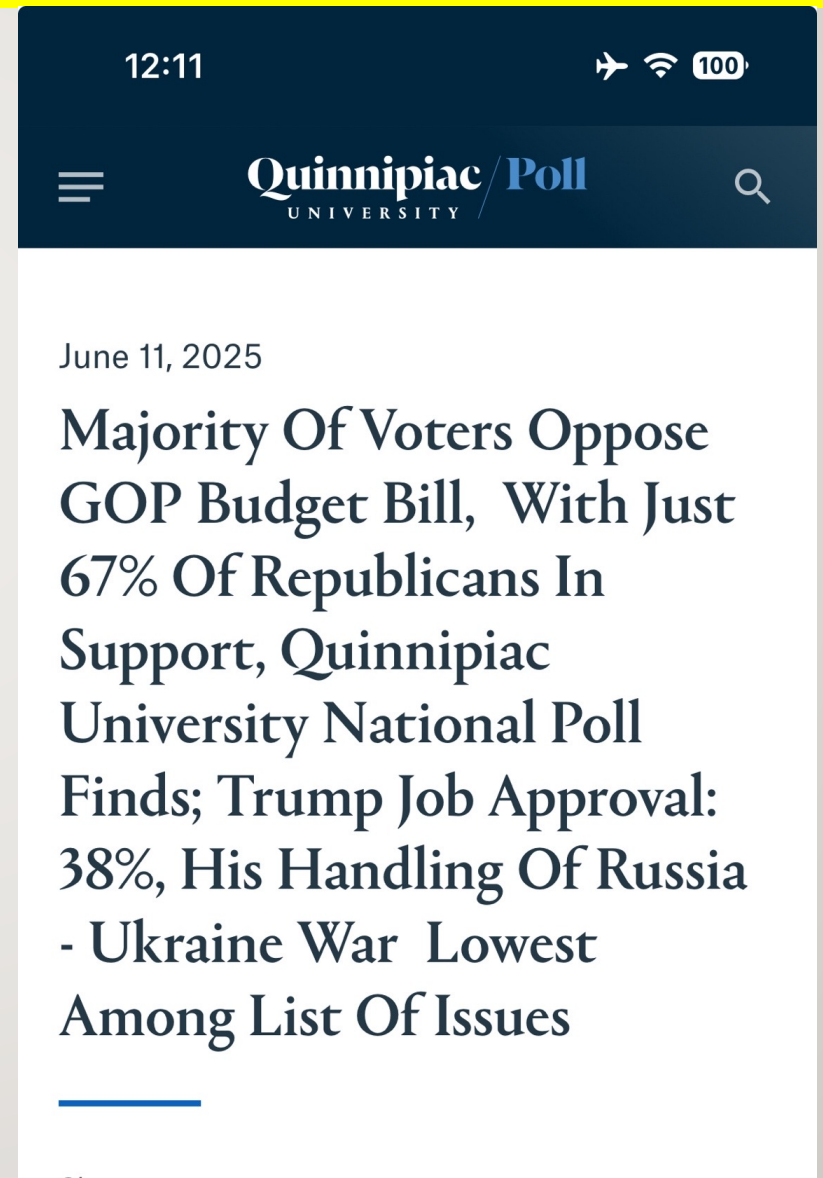 12:11
100
Quinnipiac / Poll
UNIVERSITY
June 11, 2025
Majority Of Voters Oppose
GOP Budget Bill,  With Just
67% Of Republicans In
Support, Quinnipiac
University National Poll
Finds; Trump Job Approval:
38%, His Handling Of Russia
- Ukraine War  Lowest
Among List Of Issues